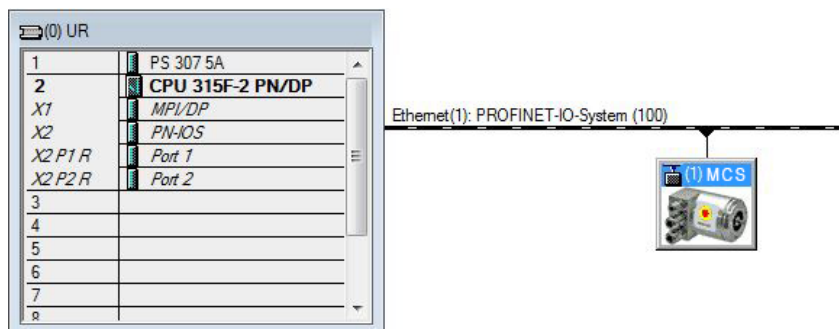 (0) UR
1 PS 307 5A
2 CPU 315F-2 PN/DP
X1 MPI/DP
X2 PN-IOS
X2 P1 R Port 1
X2 P2 R Port 2
3
4
5
6
7
8
Ethernet(1): PROFINET-IO-System (100)
(1) MCS